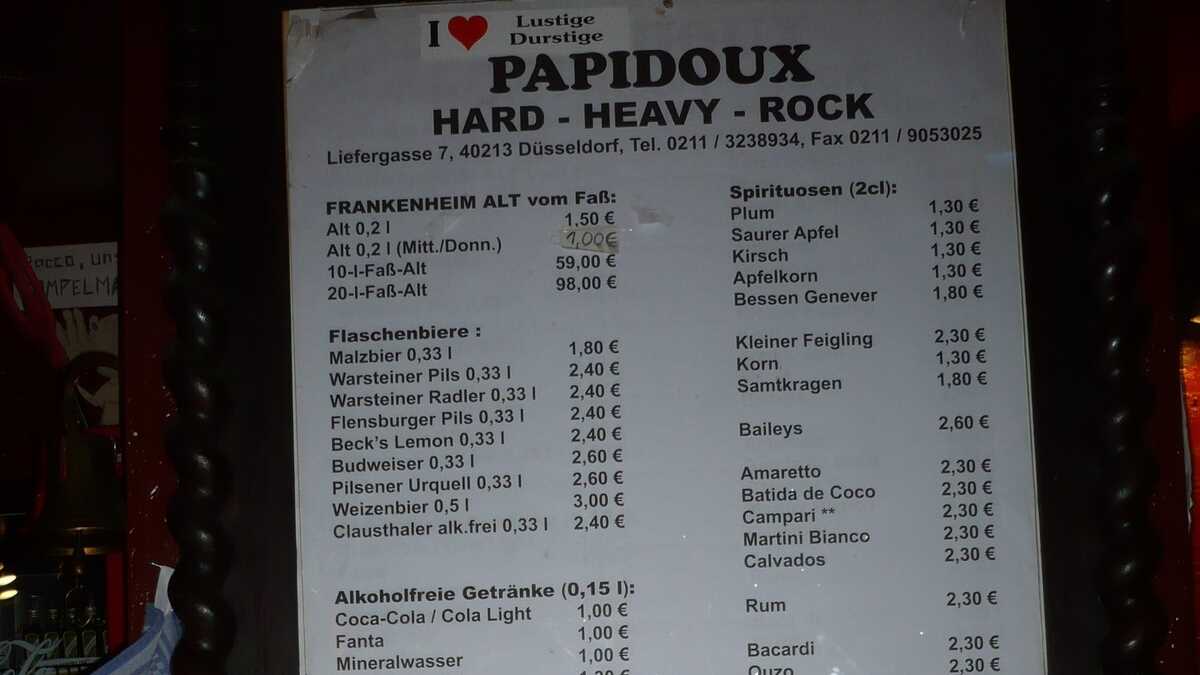 I ❤ Lustige
Durstige
PAPIDOUX
HARD - HEAVY - ROCK
Liefergasse 7, 40213 Düsseldorf, Tel. 0211 / 3238934, Fax 0211 / 9053025
FRANKENHEIM ALT vom Faß:
Alt 0,2 l 1,50 €
Alt 0,2 l (Mitt./Donn.) 1,00€
10-l-Faß-Alt 59,00 €
20-l-Faß-Alt 98,00 €
Flaschenbiere :
Malzbier 0,33 l 1,80 €
Warsteiner Pils 0,33 l 2,40 €
Warsteiner Radler 0,33 l 2,40 €
Flensburger Pils 0,33 l 2,40 €
Beck's Lemon 0,33 l 2,40 €
Budweiser 0,33 l 2,60 €
Pilsener Urquell 0,33 l 2,60 €
Weizenbier 0,5 l 3,00 €
Clausthaler alk.frei 0,33 l 2,40 €
Alkoholfreie Getränke (0,15 l):
Coca-Cola / Cola Light 1,00 €
Fanta 1,00 €
Mineralwasser 1,00 €
Spirituosen (2cl):
Plum 1,30 €
Saurer Apfel 1,30 €
Kirsch 1,30 €
Apfelkorn 1,30 €
Bessen Genever 1,80 €
Kleiner Feigling 2,30 €
Korn 1,30 €
Samtkragen 1,80 €
Baileys 2,60 €
Amaretto 2,30 €
Batida de Coco 2,30 €
Campari ** 2,30 €
Martini Bianco 2,30 €
Calvados 2,30 €
Rum 2,30 €
Bacardi 2,30 €
Ouzo 2,30 €